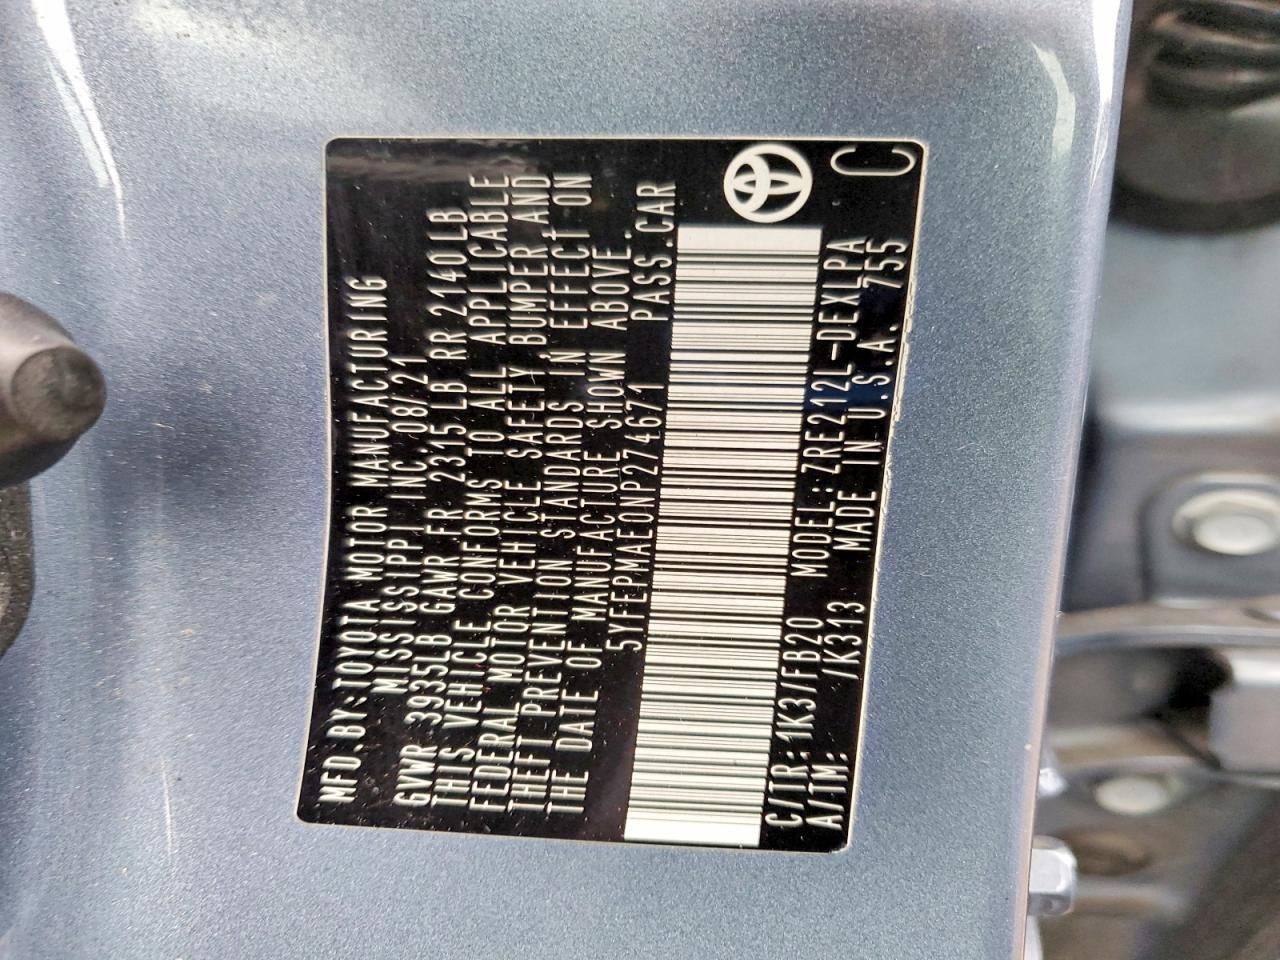 MFD.BY:TOYOTA MOTOR MANUFACTURING
MISSISSIPPI INC 08/21
GVWR 3935LB GAWR FR 2315 LB RR 2140LB
THIS VEHICLE CONFORMS TO ALL APPLICABLE
FEDERAL MOTOR VEHICLE SAFETY, BUMPER AND
THEFT PREVENTION STANDARDS IN EFFECT ON
THE DATE OF MANUFACTURE SHOWN ABOVE.
5YFEPMAE0NP274671 PASS.CAR
C/TR: 1K3/FB20 MODEL: ZRE212L-DEXLPA
A/TM: /K313 MADE IN U.S.A. 755
C